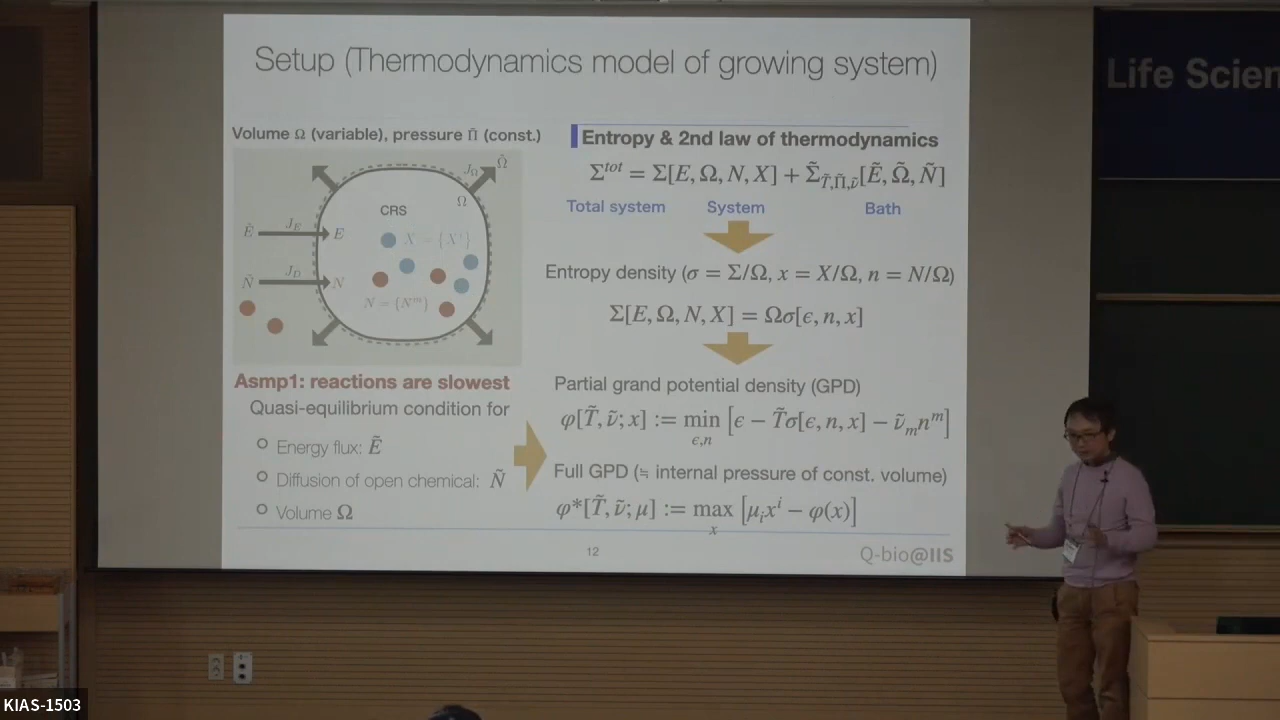 Setup (Thermodynamics model of growing system)
Life Scien
Volume Ω (variable), pressure Π̃ (const.)
Entropy & 2nd law of thermodynamics
Σ^{tot} = Σ[E, Ω, N, X] + Σ̃_{T̃,Π̃,ν̃}[Ẽ, Ω̃, Ñ]
Total system System Bath
J_Ω Ω̃
Ω
CRS
Ẽ J_E E
X = {X^i}
Ñ J_D N
N = {N^m}
Entropy density (σ = Σ/Ω, x = X/Ω, n = N/Ω)
Σ[E, Ω, N, X] = Ωσ[ϵ, n, x]
Asmp1: reactions are slowest
Quasi-equilibrium condition for
Energy flux: Ẽ
Diffusion of open chemical: Ñ
Volume Ω
Partial grand potential density (GPD)
φ[T̃, ν̃; x] := min_{ϵ,n} [ϵ − T̃σ[ϵ, n, x] − ν̃_m n^m]
Full GPD (≒ internal pressure of const. volume)
φ*[T̃, ν̃; μ] := max_x [μ_i x^i − φ(x)]
12
Q-bio@IIS
KIAS-1503